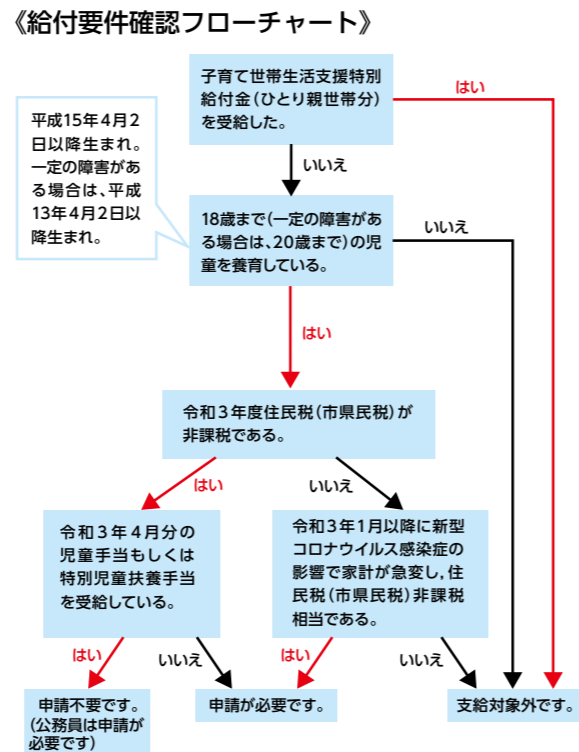 《給付要件確認フローチャート》
子育て世帯生活支援特別
給付金(ひとり親世帯分)
を受給した。
はい
いいえ
平成15年4月2
日以降生まれ。
一定の障害があ
る場合は、平成
13年4月2日以
降生まれ。
18歳まで(一定の障害があ
る場合は、20歳まで)の児
童を養育している。
いいえ
はい
令和3年度住民税(市県民税)が
非課税である。
はい
いいえ
令和3年4月分の
児童手当もしくは
特別児童扶養手当
を受給している。
令和3年1月以降に新型
コロナウイルス感染症の
影響で家計が急変し,住
民税(市県民税)非課税
相当である。
はい
いいえ
はい
いいえ
申請不要です。
(公務員は申請が
必要です)
申請が必要です。
支給対象外です。